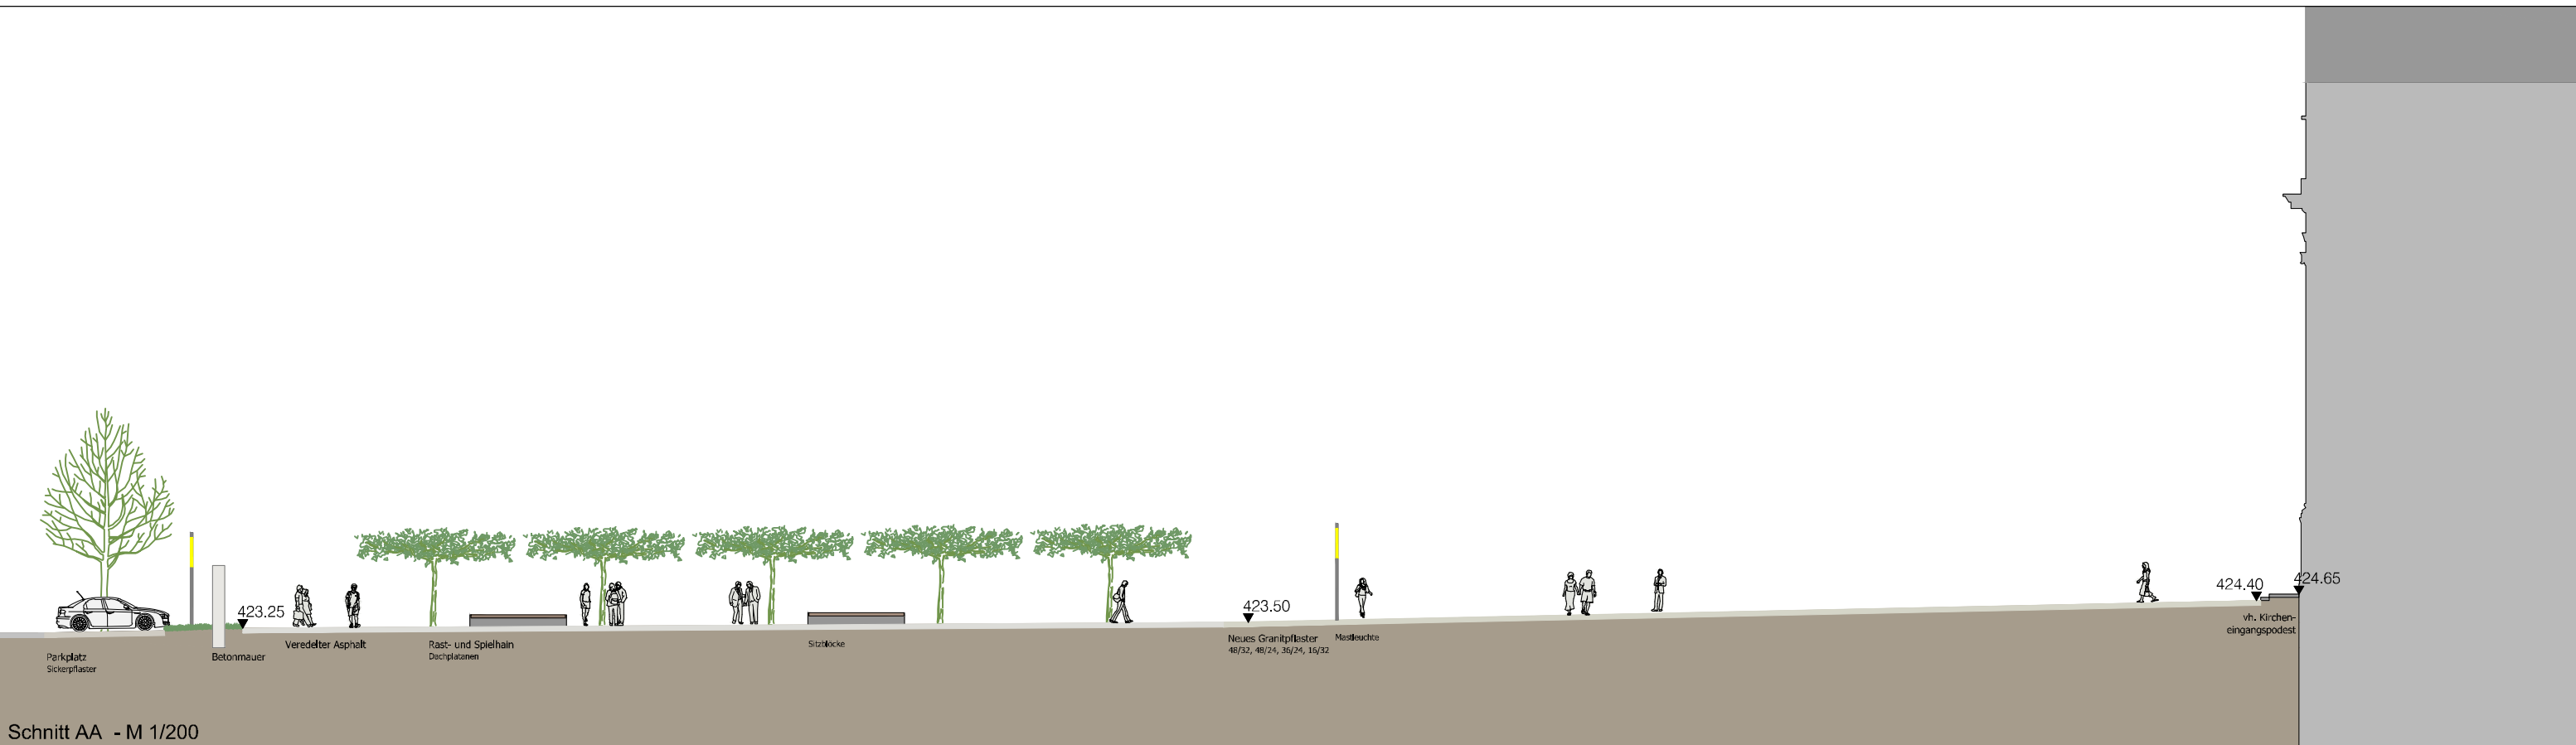 423.25
423.50
424.40
424.65
Parkplatz
Sickerpflaster
Betonmauer
Veredelter Asphalt
Rast- und Spielhain
Dachplatanen
Sitzblöcke
Neues Granitpflaster
48/32, 48/24, 36/24, 16/32
Mastleuchte
vh. Kirchen-
eingangspodest
Schnitt AA - M 1/200